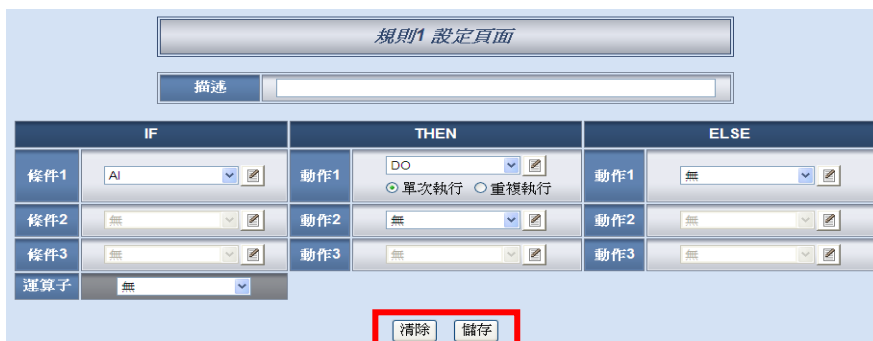 規則1 設定頁面
描述
IF THEN ELSE
條件1 AI 動作1 DO 動作1 無
單次執行 重複執行
條件2 無 動作2 無 動作2 無
條件3 無 動作3 無 動作3 無
運算子 無
清除 儲存